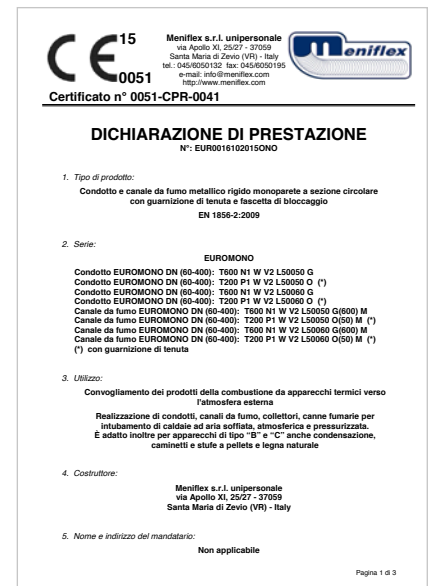 15
0051
Meniflex s.r.l. unipersonale
via Apollo XI, 25/27 - 37059
Santa Maria di Zevio (VR) - Italy
tel.: 045/6050132 fax: 045/6050195
e-mail: info@meniflex.com
http://www.meniflex.com
Meniflex
Certificato n° 0051-CPR-0041
DICHIARAZIONE DI PRESTAZIONE
N°: EUR0016102015ONO
1. Tipo di prodotto:
Condotto e canale da fumo metallico rigido monoparete a sezione circolare
con guarnizione di tenuta e fascetta di bloccaggio
EN 1856-2:2009
2. Serie:
EUROMONO
Condotto EUROMONO DN (60-400): T600 N1 W V2 L50050 G
Condotto EUROMONO DN (60-400): T200 P1 W V2 L50050 O (*)
Condotto EUROMONO DN (60-400): T600 N1 W V2 L50060 G
Condotto EUROMONO DN (60-400): T200 P1 W V2 L50060 O (*)
Canale da fumo EUROMONO DN (60-400): T600 N1 W V2 L50050 G(600) M
Canale da fumo EUROMONO DN (60-400): T200 P1 W V2 L50050 O(50) M (*)
Canale da fumo EUROMONO DN (60-400): T600 N1 W V2 L50060 G(600) M
Canale da fumo EUROMONO DN (60-400): T200 P1 W V2 L50060 O(50) M (*)
(*) con guarnizione di tenuta
3. Utilizzo:
Convogliamento dei prodotti della combustione da apparecchi termici verso
l'atmosfera esterna
Realizzazione di condotti, canali da fumo, collettori, canne fumarie per
intubamento di caldaie ad aria soffiata, atmosferica e pressurizzata.
È adatto inoltre per apparecchi di tipo "B" e "C" anche condensazione,
caminetti e stufe a pellets e legna naturale
4. Costruttore:
Meniflex s.r.l. unipersonale
via Apollo XI, 25/27 - 37059
Santa Maria di Zevio (VR) - Italy
5. Nome e indirizzo del mandatario:
Non applicabile
Pagina 1 di 3